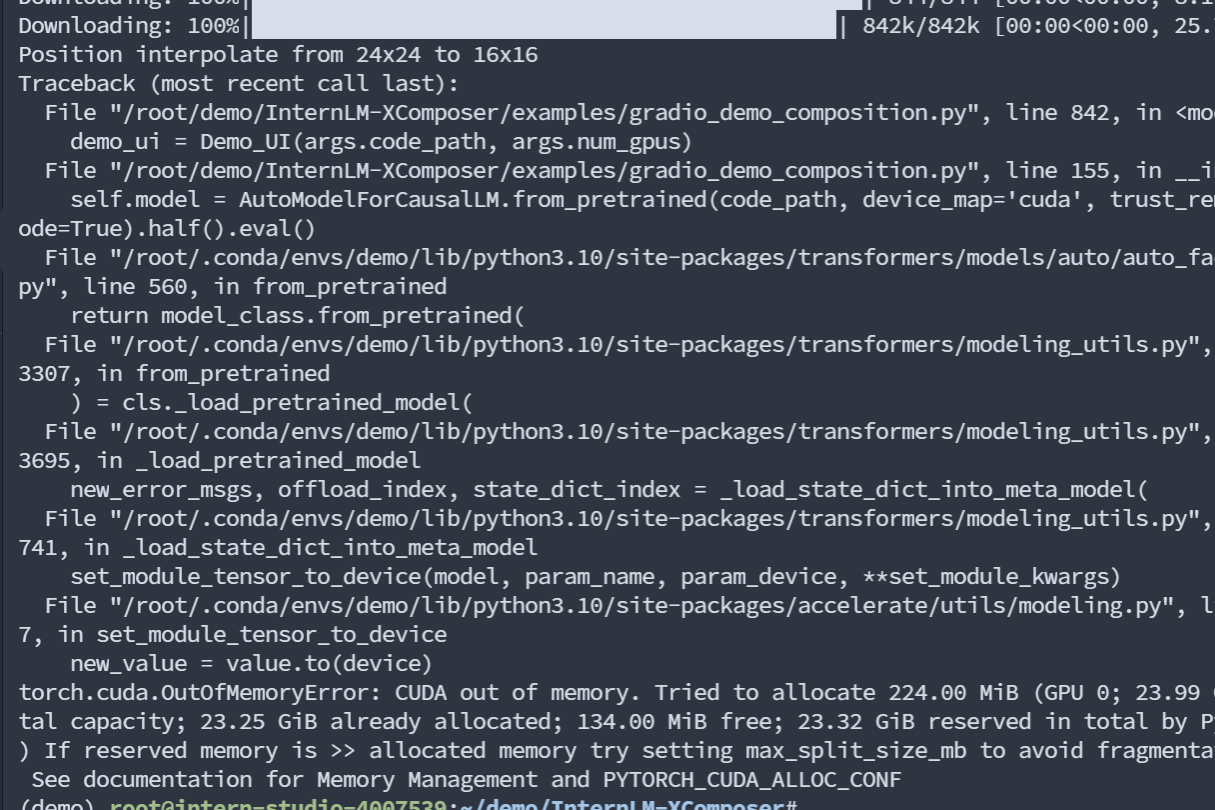 Downloading: 100%
Downloading: 100%| | 842k/842k [00:00<00:00, 25.
Position interpolate from 24x24 to 16x16
Traceback (most recent call last):
  File "/root/demo/InternLM-XComposer/examples/gradio_demo_composition.py", line 842, in <mo
    demo_ui = Demo_UI(args.code_path, args.num_gpus)
  File "/root/demo/InternLM-XComposer/examples/gradio_demo_composition.py", line 155, in __i
    self.model = AutoModelForCausalLM.from_pretrained(code_path, device_map='cuda', trust_re
ode=True).half().eval()
  File "/root/.conda/envs/demo/lib/python3.10/site-packages/transformers/models/auto/auto_fa
py", line 560, in from_pretrained
    return model_class.from_pretrained(
  File "/root/.conda/envs/demo/lib/python3.10/site-packages/transformers/modeling_utils.py",
3307, in from_pretrained
    ) = cls._load_pretrained_model(
  File "/root/.conda/envs/demo/lib/python3.10/site-packages/transformers/modeling_utils.py",
3695, in _load_pretrained_model
    new_error_msgs, offload_index, state_dict_index = _load_state_dict_into_meta_model(
  File "/root/.conda/envs/demo/lib/python3.10/site-packages/transformers/modeling_utils.py",
741, in _load_state_dict_into_meta_model
    set_module_tensor_to_device(model, param_name, param_device, **set_module_kwargs)
  File "/root/.conda/envs/demo/lib/python3.10/site-packages/accelerate/utils/modeling.py", l
7, in set_module_tensor_to_device
    new_value = value.to(device)
torch.cuda.OutOfMemoryError: CUDA out of memory. Tried to allocate 224.00 MiB (GPU 0; 23.99
tal capacity; 23.25 GiB already allocated; 134.00 MiB free; 23.32 GiB reserved in total by Py
) If reserved memory is >> allocated memory try setting max_split_size_mb to avoid fragmenta
 See documentation for Memory Management and PYTORCH_CUDA_ALLOC_CONF
(demo) root@intern-studio-4007539:~/demo/InternLM-XComposer#